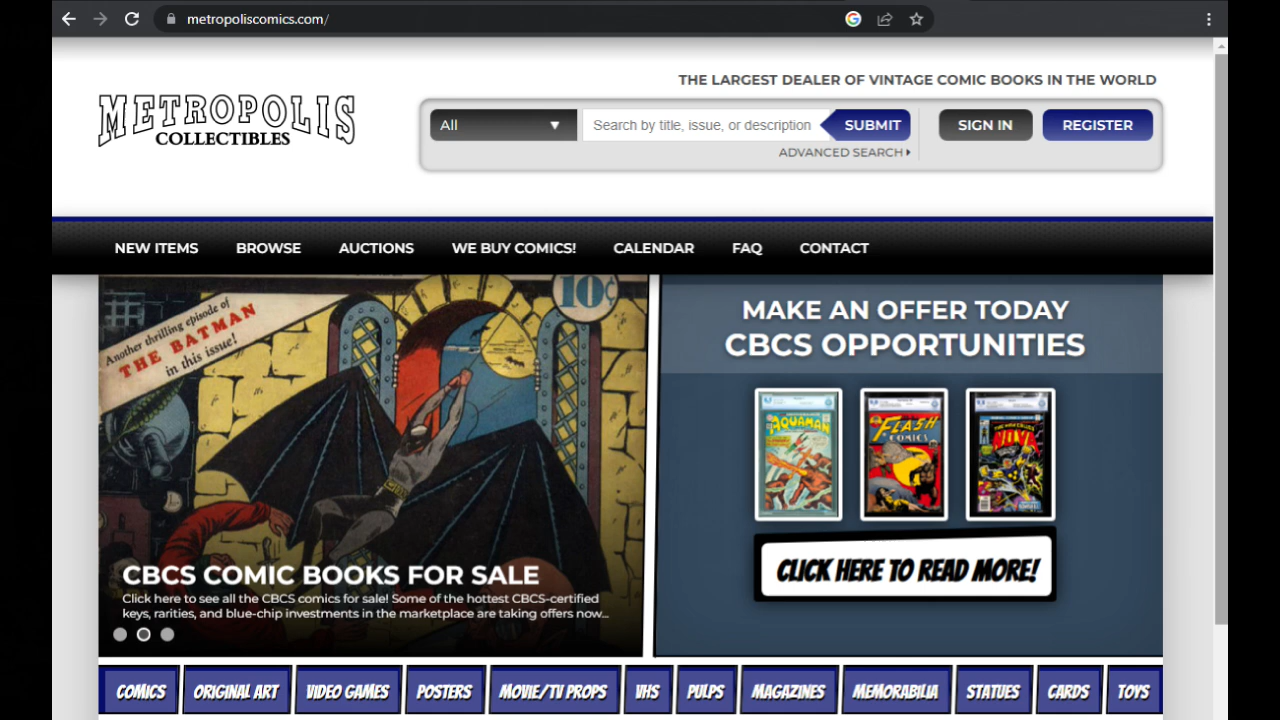 metropoliscomics.com/
THE LARGEST DEALER OF VINTAGE COMIC BOOKS IN THE WORLD
METROPOLIS
COLLECTIBLES
All
Search by title, issue, or description
SUBMIT
SIGN IN
REGISTER
ADVANCED SEARCH
NEW ITEMS
BROWSE
AUCTIONS
WE BUY COMICS!
CALENDAR
FAQ
CONTACT
10¢
Another thrilling episode of
THE BATMAN
in this issue!
CBCS COMIC BOOKS FOR SALE
Click here to see all the CBCS comics for sale! Some of the hottest CBCS-certified
keys, rarities, and blue-chip investments in the marketplace are taking offers now...
MAKE AN OFFER TODAY
CBCS OPPORTUNITIES
AQUAMAN
FLASH
COMICS
NOVA
CLICK HERE TO READ MORE!
COMICS
ORIGINAL ART
VIDEO GAMES
POSTERS
MOVIE/TV PROPS
VHS
PULPS
MAGAZINES
MEMORABILIA
STATUES
CARDS
TOYS